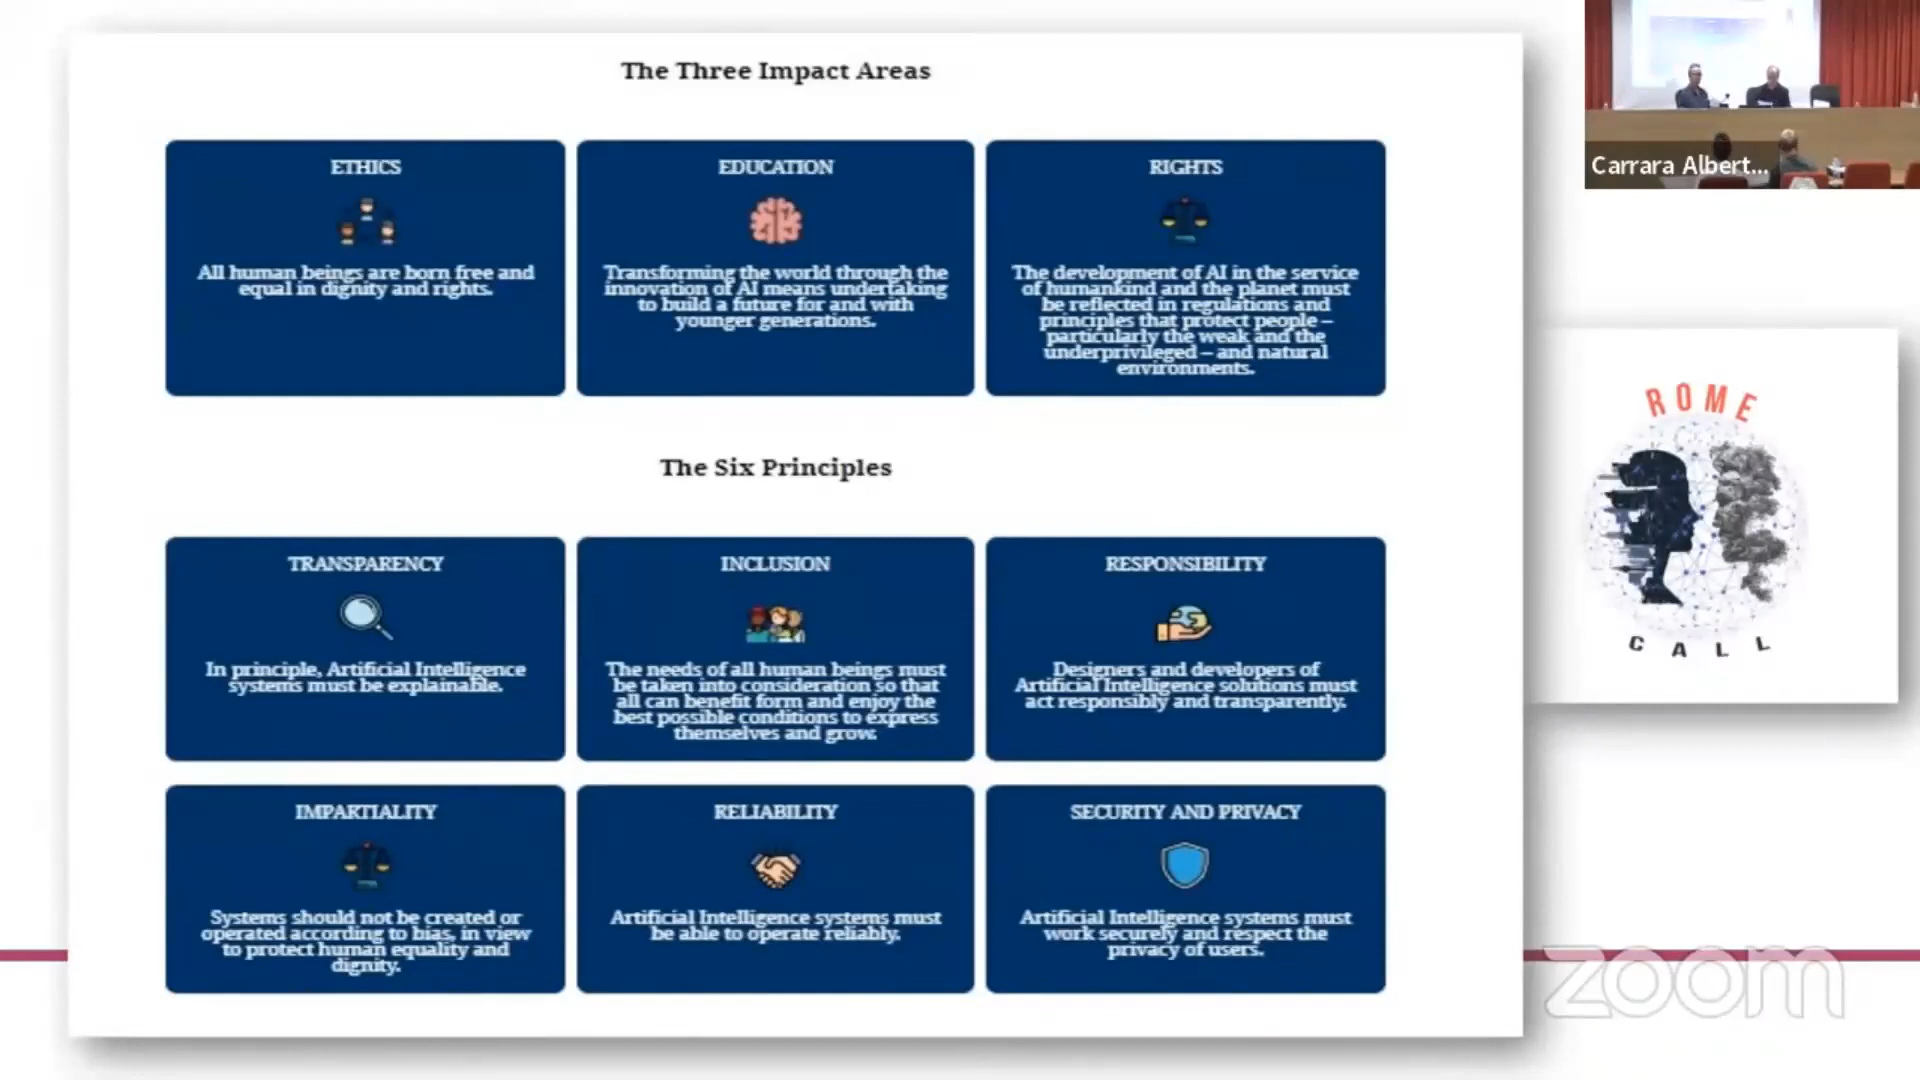 The Three Impact Areas
ETHICS
All human beings are born free and
equal in dignity and rights.
EDUCATION
Transforming the world through the
innovation of AI means undertaking
to build a future for and with
younger generations.
RIGHTS
The development of AI in the service
of humankind and the planet must
be reflected in regulations and
principles that protect people –
particularly the weak and the
underprivileged – and natural
environments.
The Six Principles
TRANSPARENCY
In principle, Artificial Intelligence
systems must be explainable.
INCLUSION
The needs of all human beings must
be taken into consideration so that
all can benefit form and enjoy the
best possible conditions to express
themselves and grow.
RESPONSIBILITY
Designers and developers of
Artificial Intelligence solutions must
act responsibly and transparently.
IMPARTIALITY
Systems should not be created or
operated according to bias, in view
to protect human equality and
dignity.
RELIABILITY
Artificial Intelligence systems must
be able to operate reliably.
SECURITY AND PRIVACY
Artificial Intelligence systems must
work securely and respect the
privacy of users.
Carrara Albert...
ROME
CALL
zoom